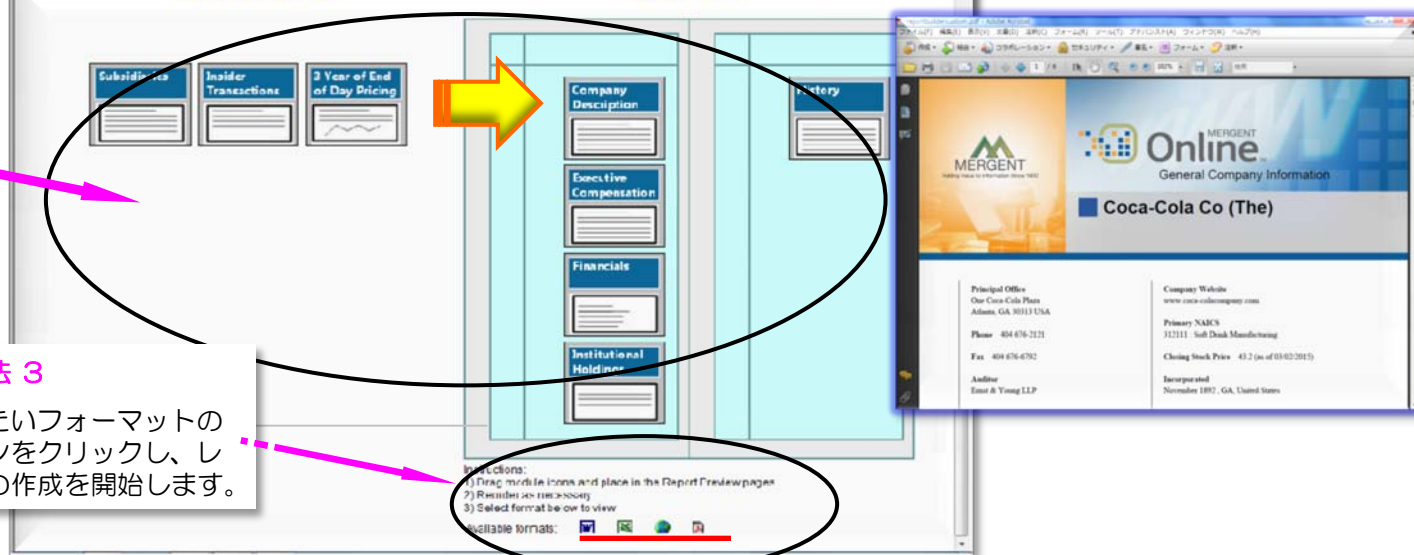 Subsidiaries
Insider
Transactions
3 Year of End
of Day Pricing
Company
Description
History
Executive
Compensation
Financials
Institutional
Holdings
法 3
たいフォーマットの
ンをクリックし、レ
の作成を開始します。
Instructions:
1) Drag module icons and place in the Report Preview pages
2) Reorder as necessary
3) Select format below to view
Available formats:
MERGENT
MERGENT
Online
General Company Information
Coca-Cola Co (The)
Principal Office
One Coca-Cola Plaza
Atlanta, GA 30313 USA
Phone 404 676-2121
Fax 404 676-6792
Auditor
Ernst & Young LLP
Company Website
www.coca-colacompany.com
Primary NAICS
312111 Soft Drink Manufacturing
Closing Stock Price 43.2 (as of 03/02/2015)
Incorporated
November 1892 , GA, United States